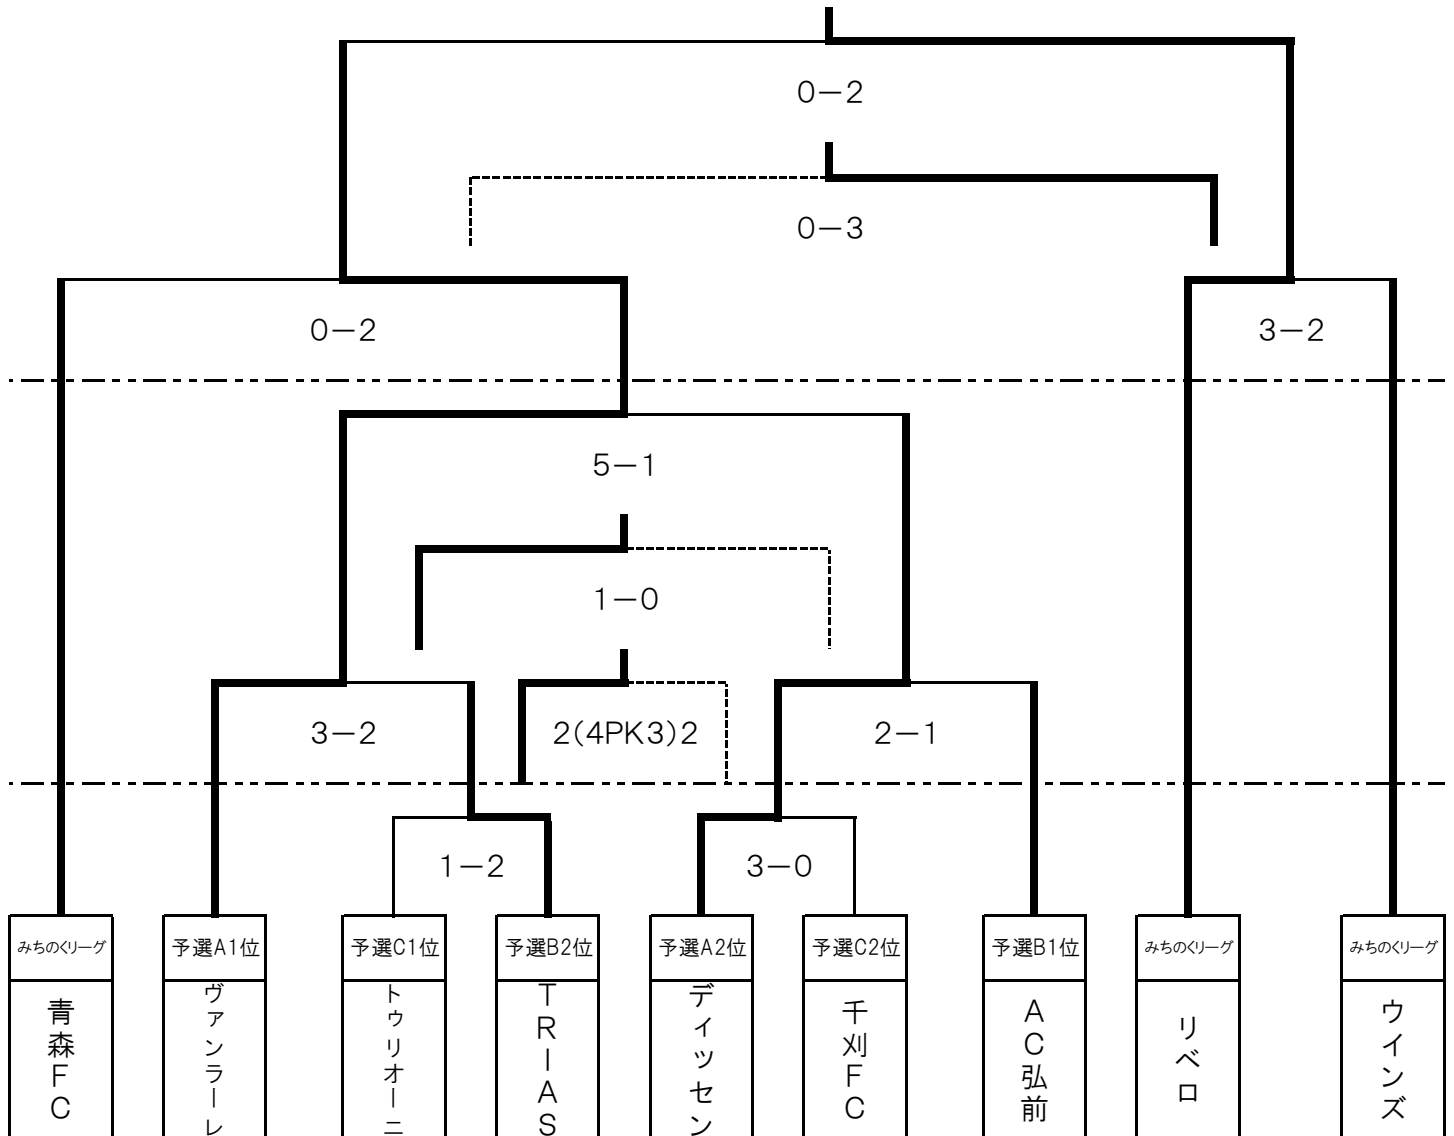 0－2
0－3
0－2
3－2
5－1
1－0
3－2
2(4PK3)2
2－1
1－2
3－0
みちのくリーグ
予選A1位
予選C1位
予選B2位
予選A2位
予選C2位
予選B1位
みちのくリーグ
みちのくリーグ
青森FC
ヴァンラーレ
トゥリオーニ
TRIAS
ディッセン
千刈FC
AC弘前
リベロ
ウインズ